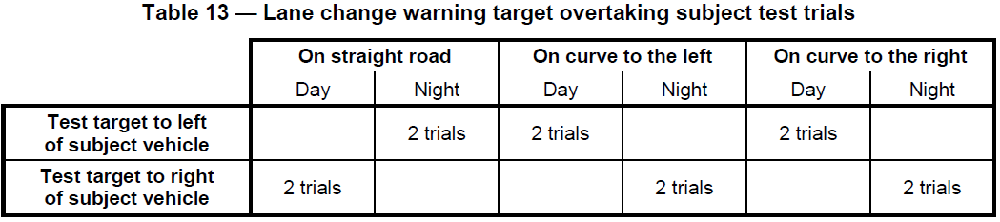 Table 13 — Lane change warning target overtaking subject test trials
On straight road On curve to the left On curve to the right
Day Night Day Night Day Night
Test target to left
of subject vehicle
2 trials 2 trials 2 trials
Test target to right
of subject vehicle
2 trials 2 trials 2 trials